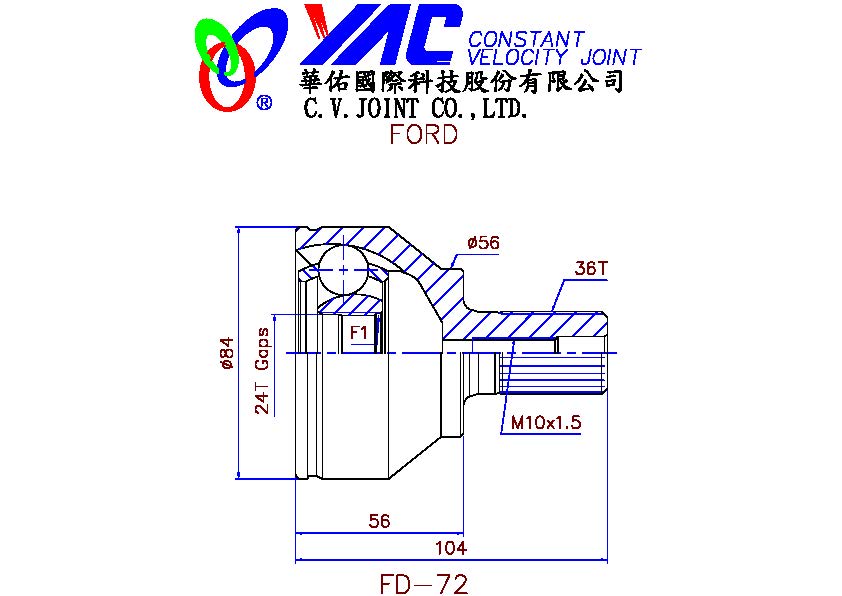 YAC CONSTANT
VELOCITY JOINT
®
華佑國際科技股份有限公司
C.V.JOINT CO.,LTD.
FORD
ø56
36T
F1
ø84
24T Gaps
M10x1.5
56
104
FD-72